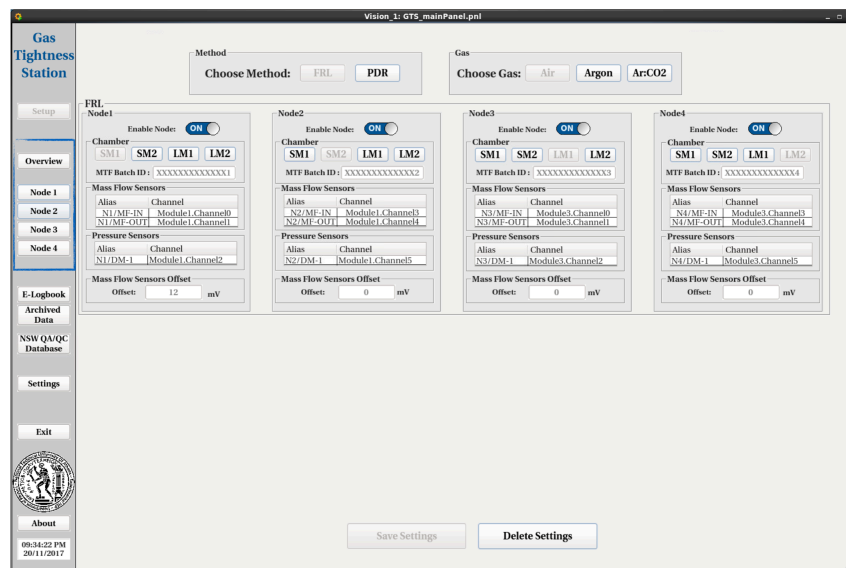 Vision_1: GTS_mainPanel.pnl
Gas
Tightness
Station
Setup
Overview
Node 1
Node 2
Node 3
Node 4
E-Logbook
Archived
Data
NSW QA/QC
Database
Settings
Exit
About
09:34:22 PM
20/11/2017
Method
Choose Method: FRL PDR
Gas
Choose Gas: Air Argon Ar:CO2
FRL
Node1
Enable Node: ON
Chamber
SM1 SM2 LM1 LM2
MTF Batch ID : XXXXXXXXXXXXX1
Mass Flow Sensors
Alias Channel
N1/MF-IN Module1.Channel0
N1/MF-OUT Module1.Channel1
Pressure Sensors
Alias Channel
N1/DM-1 Module1.Channel2
Mass Flow Sensors Offset
Offset: 12 mV
Node2
Enable Node: ON
Chamber
SM1 SM2 LM1 LM2
MTF Batch ID : XXXXXXXXXXXXX2
Mass Flow Sensors
Alias Channel
N2/MF-IN Module1.Channel3
N2/MF-OUT Module1.Channel4
Pressure Sensors
Alias Channel
N2/DM-1 Module1.Channel5
Mass Flow Sensors Offset
Offset: 0 mV
Node3
Enable Node: ON
Chamber
SM1 SM2 LM1 LM2
MTF Batch ID : XXXXXXXXXXXXX3
Mass Flow Sensors
Alias Channel
N3/MF-IN Module3.Channel0
N3/MF-OUT Module3.Channel1
Pressure Sensors
Alias Channel
N3/DM-1 Module3.Channel2
Mass Flow Sensors Offset
Offset: 0 mV
Node4
Enable Node: ON
Chamber
SM1 SM2 LM1 LM2
MTF Batch ID : XXXXXXXXXXXXX4
Mass Flow Sensors
Alias Channel
N4/MF-IN Module3.Channel3
N4/MF-OUT Module3.Channel4
Pressure Sensors
Alias Channel
N4/DM-1 Module3.Channel5
Mass Flow Sensors Offset
Offset: 0 mV
Save Settings
Delete Settings